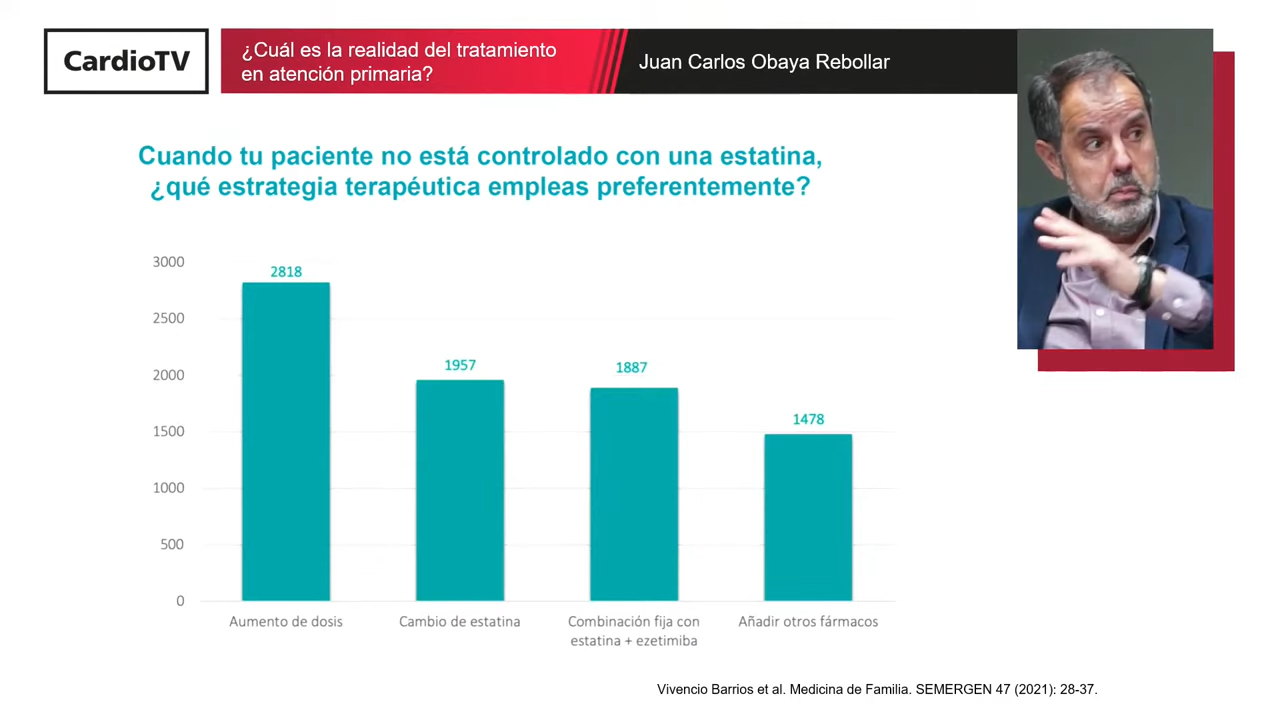 CardioTV
¿Cuál es la realidad del tratamiento
en atención primaria?
Juan Carlos Obaya Rebollar
Cuando tu paciente no está controlado con una estatina,
¿qué estrategia terapéutica empleas preferentemente?
3000
2500
2000
1500
1000
500
0
2818
1957
1887
1478
Aumento de dosis
Cambio de estatina
Combinación fija con
estatina + ezetimiba
Añadir otros fármacos
Vivencio Barrios et al. Medicina de Familia. SEMERGEN 47 (2021): 28-37.